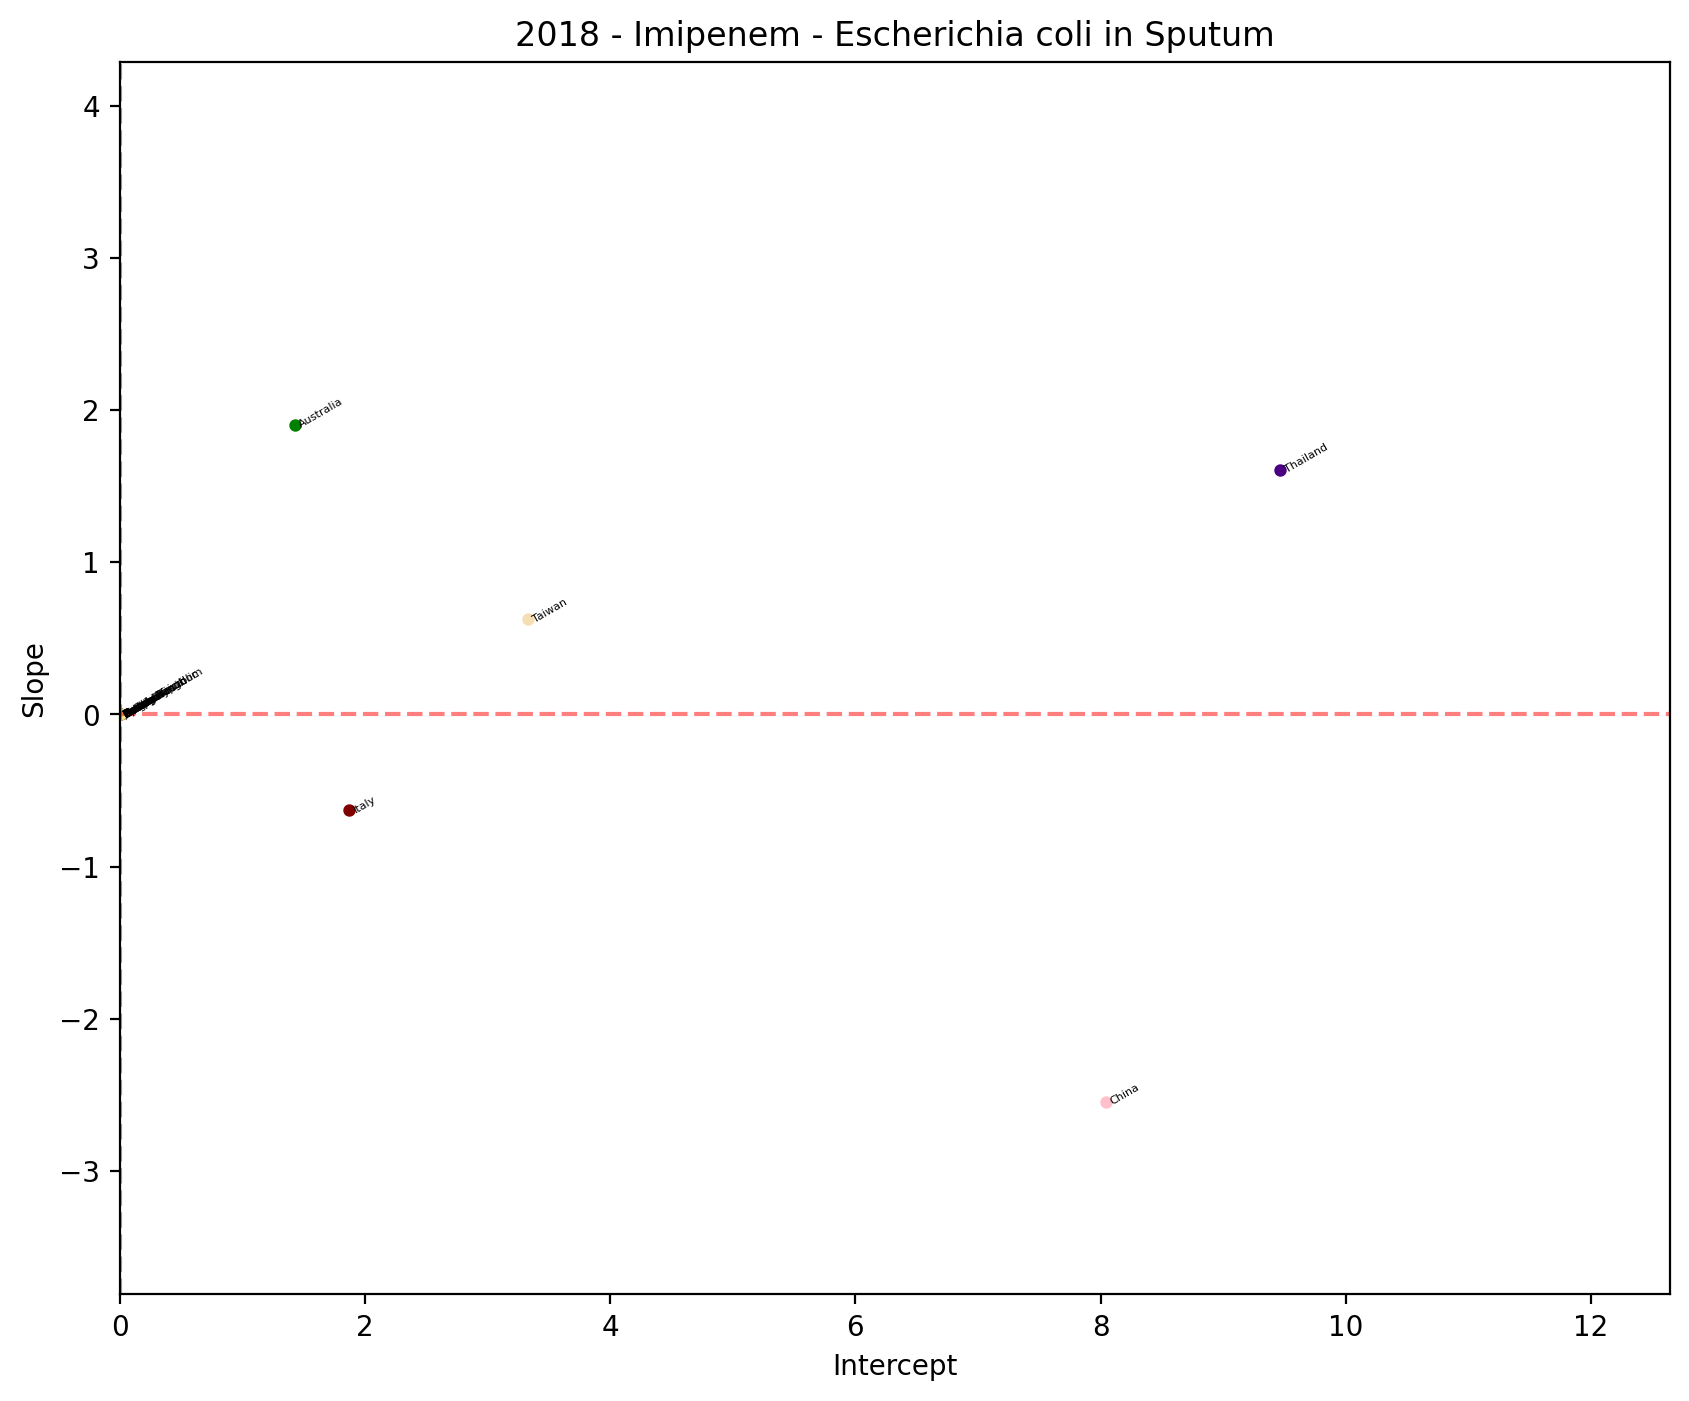 2018 - Imipenem - Escherichia coli in Sputum
4
3
2
1
0
−1
−2
−3
Slope
Australia
Thailand
Taiwan
Italy
China
0
2
4
6
8
10
12
Intercept